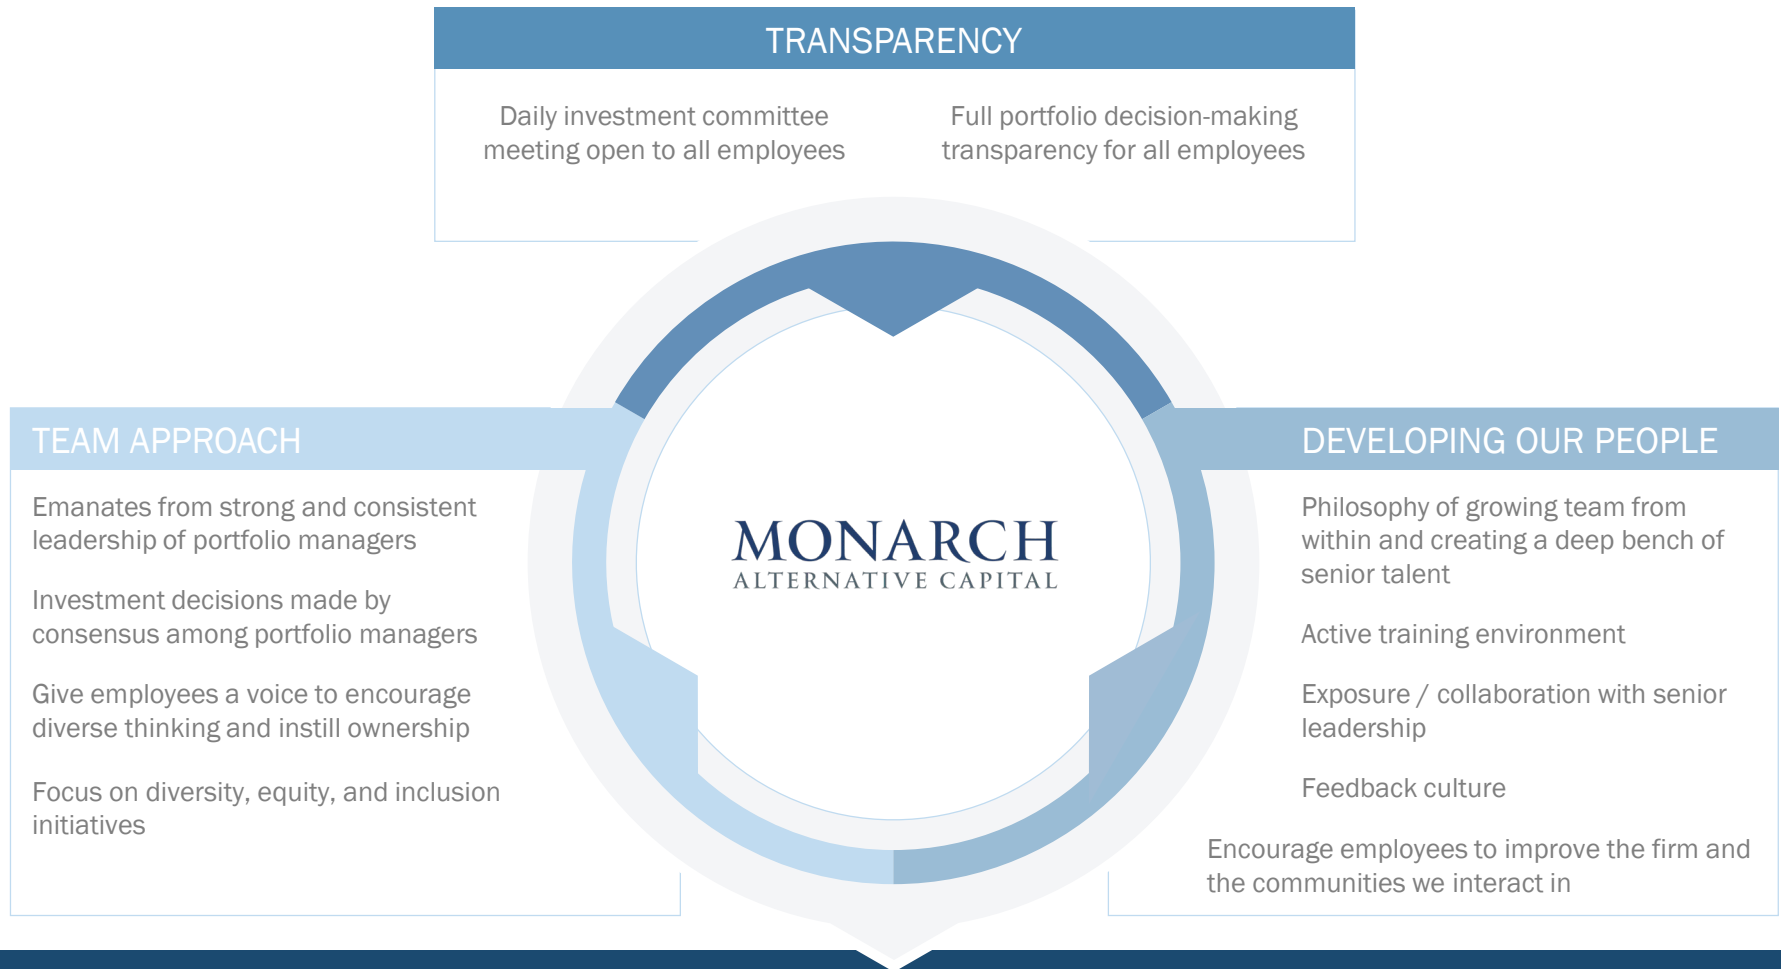 TRANSPARENCY
Daily investment committee
meeting open to all employees
Full portfolio decision-making
transparency for all employees
TEAM APPROACH
Emanates from strong and consistent
leadership of portfolio managers
Investment decisions made by
consensus among portfolio managers
Give employees a voice to encourage
diverse thinking and instill ownership
Focus on diversity, equity, and inclusion
initiatives
MONARCH
ALTERNATIVE CAPITAL
DEVELOPING OUR PEOPLE
Philosophy of growing team from
within and creating a deep bench of
senior talent
Active training environment
Exposure / collaboration with senior
leadership
Feedback culture
Encourage employees to improve the firm and
the communities we interact in